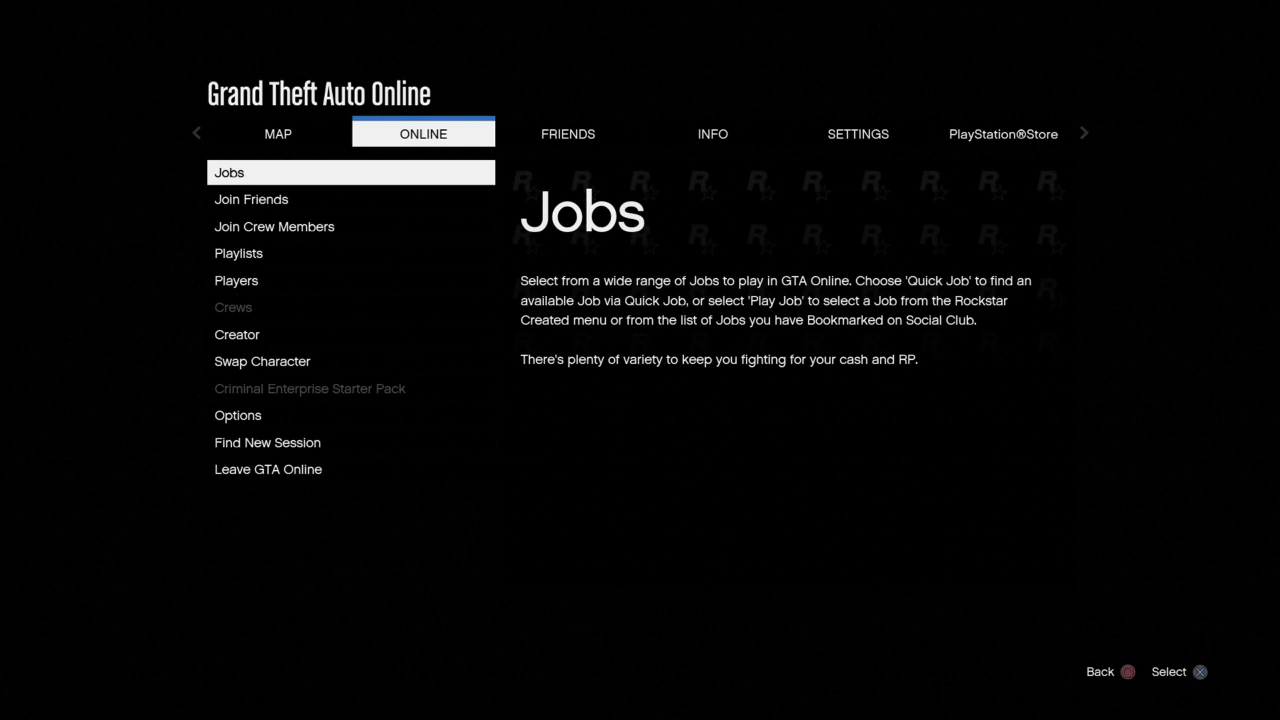 Grand Theft Auto Online
MAP ONLINE FRIENDS INFO SETTINGS PlayStation®Store
Jobs
Join Friends
Join Crew Members
Playlists
Players
Crews
Creator
Swap Character
Criminal Enterprise Starter Pack
Options
Find New Session
Leave GTA Online
Jobs
Select from a wide range of Jobs to play in GTA Online. Choose 'Quick Job' to find an
available Job via Quick Job, or select 'Play Job' to select a Job from the Rockstar
Created menu or from the list of Jobs you have Bookmarked on Social Club.
There's plenty of variety to keep you fighting for your cash and RP.
Back Select